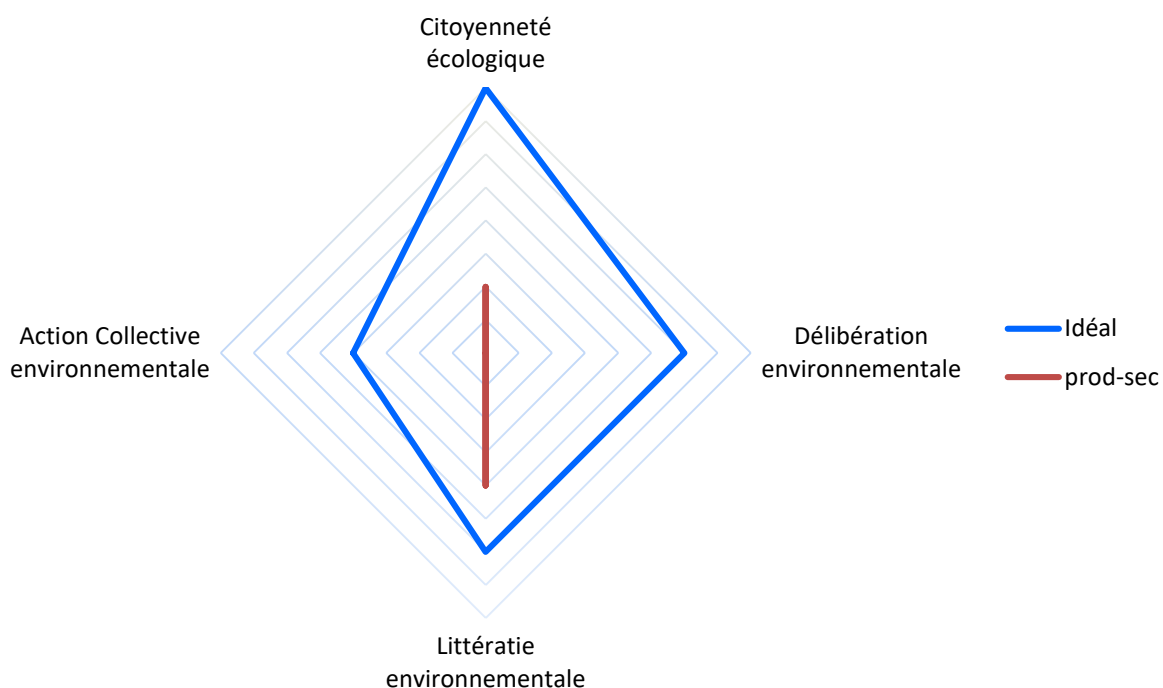 Citoyenneté
écologique
Action Collective
environnementale
Délibération
environnementale
Idéal
prod-sec
Littératie
environnementale